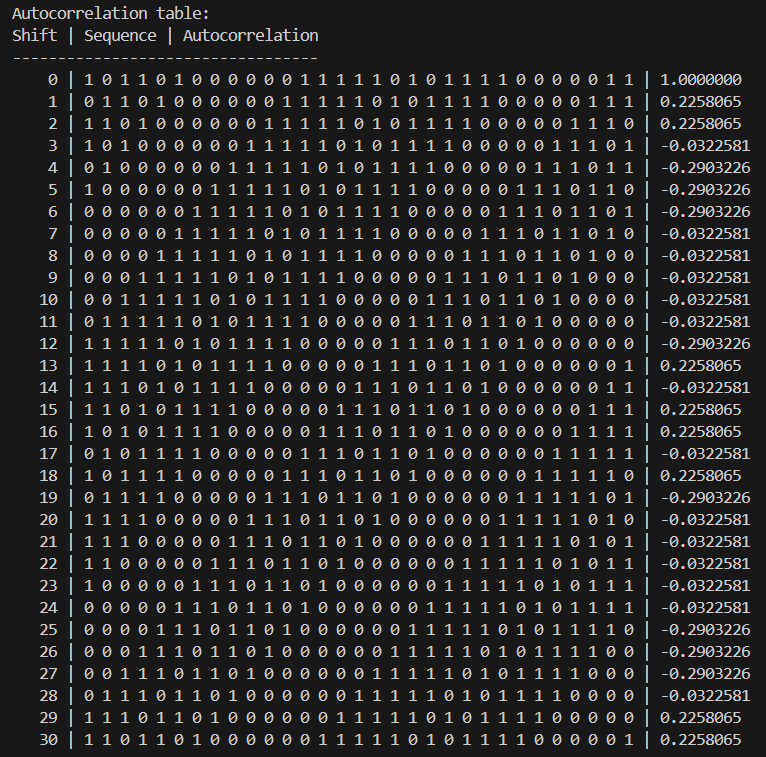 Autocorrelation table:
Shift | Sequence | Autocorrelation
----------------------------------
0 | 1 0 1 1 0 1 0 0 0 0 0 0 1 1 1 1 1 0 1 0 1 1 1 1 0 0 0 0 0 1 1 | 1.0000000
1 | 0 1 1 0 1 0 0 0 0 0 0 1 1 1 1 1 0 1 0 1 1 1 1 0 0 0 0 0 1 1 1 | 0.2258065
2 | 1 1 0 1 0 0 0 0 0 0 1 1 1 1 1 0 1 0 1 1 1 1 0 0 0 0 0 1 1 1 0 | 0.2258065
3 | 1 0 1 0 0 0 0 0 0 1 1 1 1 1 0 1 0 1 1 1 1 0 0 0 0 0 1 1 1 0 1 | -0.0322581
4 | 0 1 0 0 0 0 0 0 1 1 1 1 1 0 1 0 1 1 1 1 0 0 0 0 0 1 1 1 0 1 1 | -0.2903226
5 | 1 0 0 0 0 0 0 1 1 1 1 1 0 1 0 1 1 1 1 0 0 0 0 0 1 1 1 0 1 1 0 | -0.2903226
6 | 0 0 0 0 0 0 1 1 1 1 1 0 1 0 1 1 1 1 0 0 0 0 0 1 1 1 0 1 1 0 1 | -0.2903226
7 | 0 0 0 0 0 1 1 1 1 1 0 1 0 1 1 1 1 0 0 0 0 0 1 1 1 0 1 1 0 1 0 | -0.0322581
8 | 0 0 0 0 1 1 1 1 1 0 1 0 1 1 1 1 0 0 0 0 0 1 1 1 0 1 1 0 1 0 0 | -0.0322581
9 | 0 0 0 1 1 1 1 1 0 1 0 1 1 1 1 0 0 0 0 0 1 1 1 0 1 1 0 1 0 0 0 | -0.0322581
10 | 0 0 1 1 1 1 1 0 1 0 1 1 1 1 0 0 0 0 0 1 1 1 0 1 1 0 1 0 0 0 0 | -0.0322581
11 | 0 1 1 1 1 1 0 1 0 1 1 1 1 0 0 0 0 0 1 1 1 0 1 1 0 1 0 0 0 0 0 | -0.0322581
12 | 1 1 1 1 1 0 1 0 1 1 1 1 0 0 0 0 0 1 1 1 0 1 1 0 1 0 0 0 0 0 0 | -0.2903226
13 | 1 1 1 1 0 1 0 1 1 1 1 0 0 0 0 0 1 1 1 0 1 1 0 1 0 0 0 0 0 0 1 | 0.2258065
14 | 1 1 1 0 1 0 1 1 1 1 0 0 0 0 0 1 1 1 0 1 1 0 1 0 0 0 0 0 0 1 1 | -0.0322581
15 | 1 1 0 1 0 1 1 1 1 0 0 0 0 0 1 1 1 0 1 1 0 1 0 0 0 0 0 0 1 1 1 | 0.2258065
16 | 1 0 1 0 1 1 1 1 0 0 0 0 0 1 1 1 0 1 1 0 1 0 0 0 0 0 0 1 1 1 1 | 0.2258065
17 | 0 1 0 1 1 1 1 0 0 0 0 0 1 1 1 0 1 1 0 1 0 0 0 0 0 0 1 1 1 1 1 | -0.0322581
18 | 1 0 1 1 1 1 0 0 0 0 0 1 1 1 0 1 1 0 1 0 0 0 0 0 0 1 1 1 1 1 0 | 0.2258065
19 | 0 1 1 1 1 0 0 0 0 0 1 1 1 0 1 1 0 1 0 0 0 0 0 0 1 1 1 1 1 0 1 | -0.2903226
20 | 1 1 1 1 0 0 0 0 0 1 1 1 0 1 1 0 1 0 0 0 0 0 0 1 1 1 1 1 0 1 0 | -0.0322581
21 | 1 1 1 0 0 0 0 0 1 1 1 0 1 1 0 1 0 0 0 0 0 0 1 1 1 1 1 0 1 0 1 | -0.0322581
22 | 1 1 0 0 0 0 0 1 1 1 0 1 1 0 1 0 0 0 0 0 0 1 1 1 1 1 0 1 0 1 1 | -0.0322581
23 | 1 0 0 0 0 0 1 1 1 0 1 1 0 1 0 0 0 0 0 0 1 1 1 1 1 0 1 0 1 1 1 | -0.0322581
24 | 0 0 0 0 0 1 1 1 0 1 1 0 1 0 0 0 0 0 0 1 1 1 1 1 0 1 0 1 1 1 1 | -0.0322581
25 | 0 0 0 0 1 1 1 0 1 1 0 1 0 0 0 0 0 0 1 1 1 1 1 0 1 0 1 1 1 1 0 | -0.2903226
26 | 0 0 0 1 1 1 0 1 1 0 1 0 0 0 0 0 0 1 1 1 1 1 0 1 0 1 1 1 1 0 0 | -0.2903226
27 | 0 0 1 1 1 0 1 1 0 1 0 0 0 0 0 0 1 1 1 1 1 0 1 0 1 1 1 1 0 0 0 | -0.2903226
28 | 0 1 1 1 0 1 1 0 1 0 0 0 0 0 0 1 1 1 1 1 0 1 0 1 1 1 1 0 0 0 0 | -0.0322581
29 | 1 1 1 0 1 1 0 1 0 0 0 0 0 0 1 1 1 1 1 0 1 0 1 1 1 1 0 0 0 0 0 | 0.2258065
30 | 1 1 0 1 1 0 1 0 0 0 0 0 0 1 1 1 1 1 0 1 0 1 1 1 1 0 0 0 0 0 1 | 0.2258065